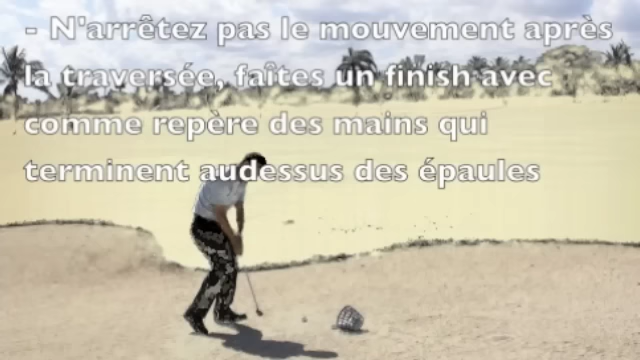 - N'arrêtez pas le mouvement après
la traversée, faîtes un finish avec
comme repère des mains qui
terminent audessus des épaules